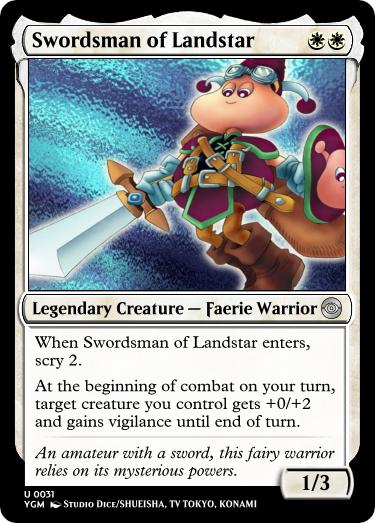 Swordsman of Landstar
Legendary Creature — Faerie Warrior
When Swordsman of Landstar enters,
scry 2.
At the beginning of combat on your turn,
target creature you control gets +0/+2
and gains vigilance until end of turn.
An amateur with a sword, this fairy warrior
relies on its mysterious powers.
1/3
U 0031
YGM Studio Dice/SHUEISHA, TV TOKYO, KONAMI